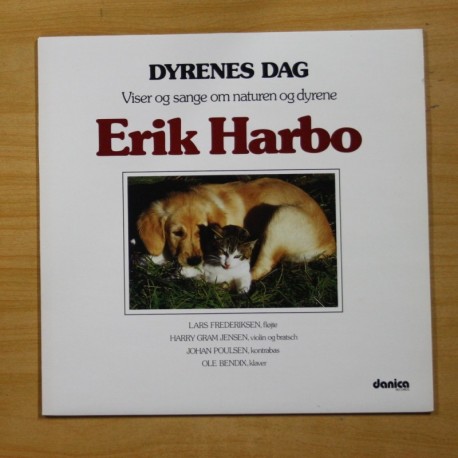 DYRENES DAG
Viser og sange om naturen og dyrene
Erik Harbo
LARS FREDERIKSEN, fløjte
HARRY GRAM JENSEN, violin og bratsch
JOHAN POULSEN, kontrabas
OLE BENDIX, klaver
danica